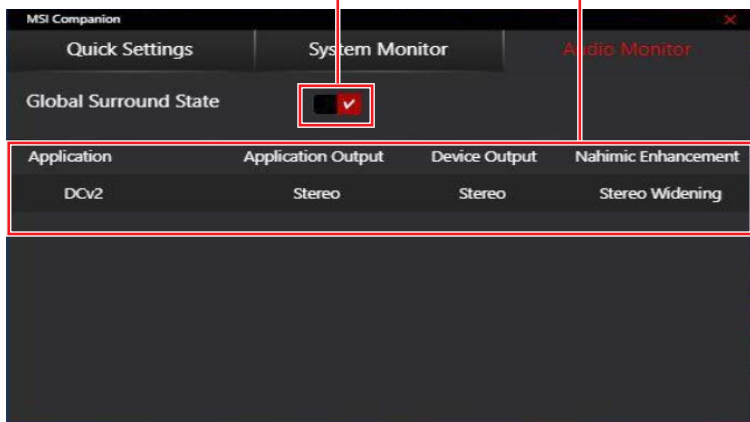 MSI Companion
Quick Settings System Monitor Audio Monitor
Global Surround State
Application Application Output Device Output Nahimic Enhancement
DCv2 Stereo Stereo Stereo Widening